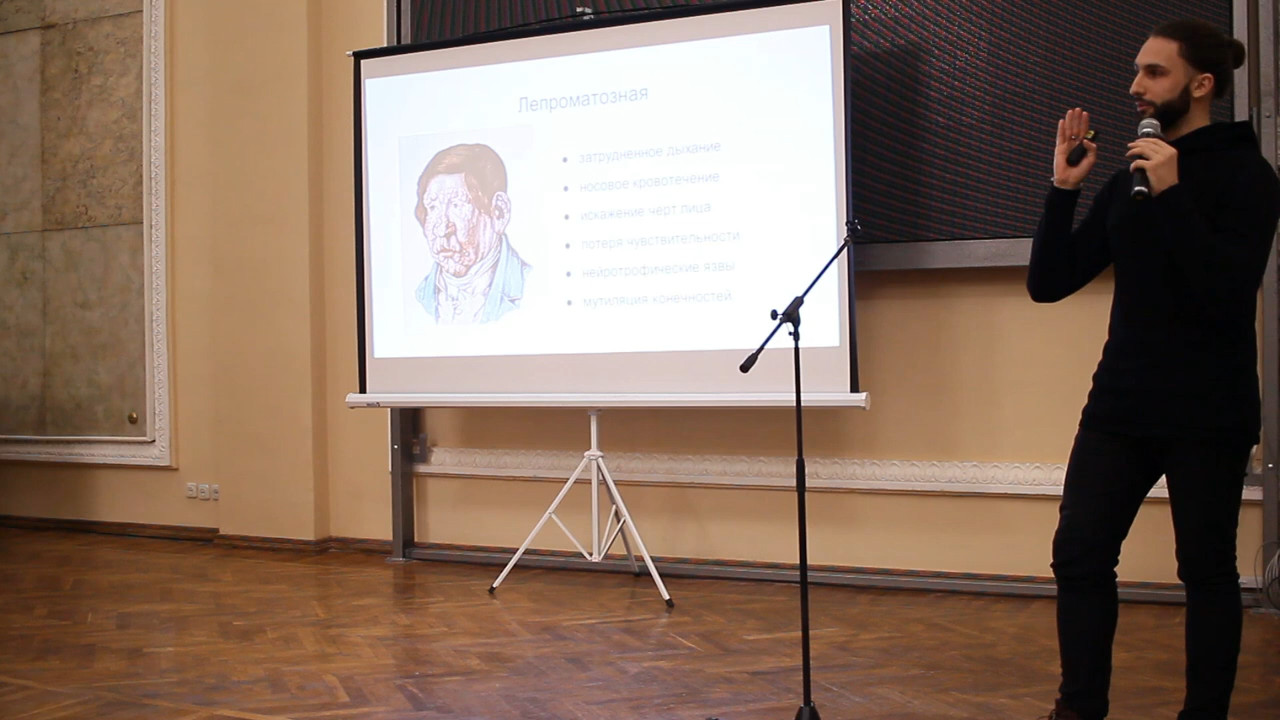 Лепроматозная
затрудненное дыхание
носовое кровотечение
искажение черт лица
потеря чувствительности
нейротрофические язвы
мутиляция конечностей